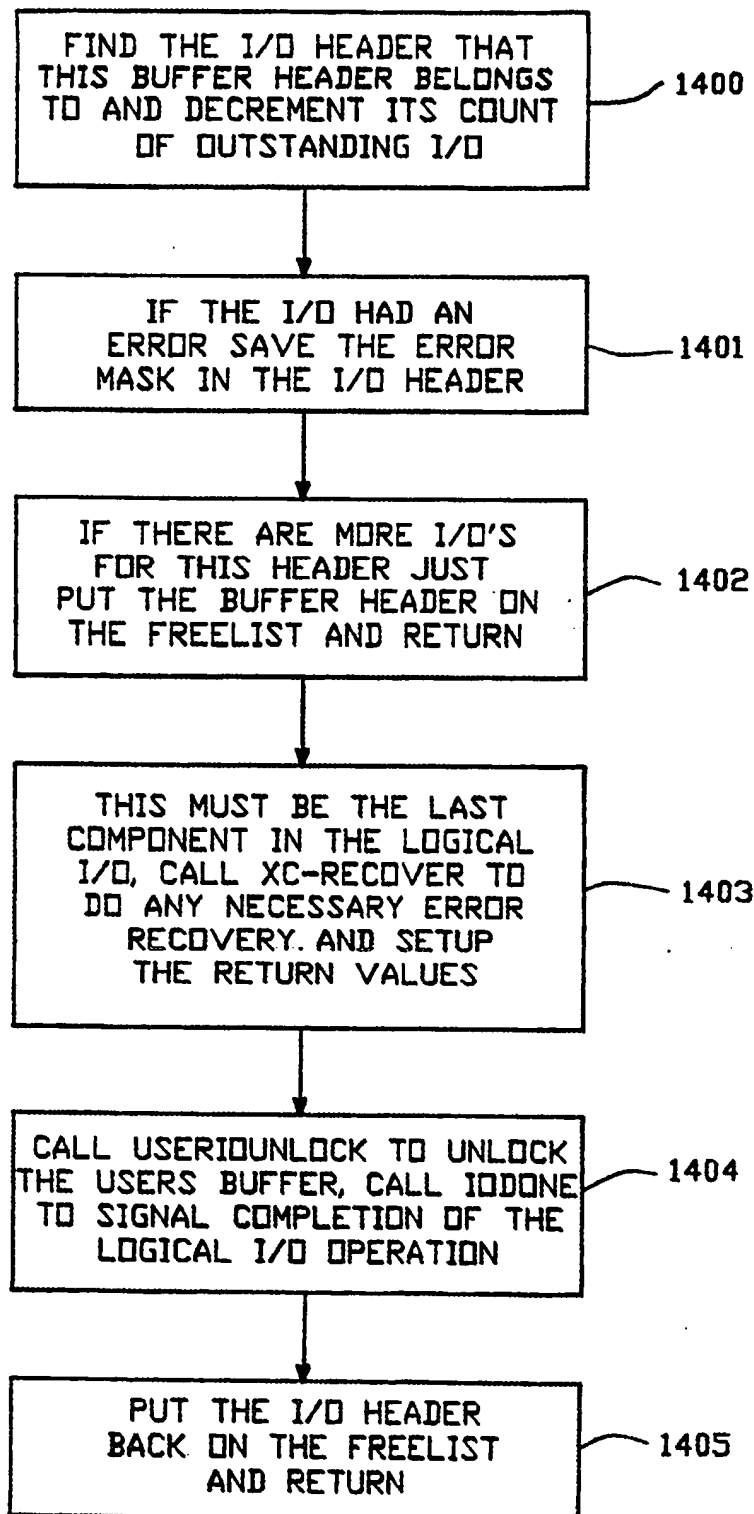 FIND THE I/O HEADER THAT
THIS BUFFER HEADER BELONGS
TO AND DECREMENT ITS COUNT
OF OUTSTANDING I/O
1400
IF THE I/O HAD AN
ERROR SAVE THE ERROR
MASK IN THE I/O HEADER
1401
IF THERE ARE MORE I/O'S
FOR THIS HEADER JUST
PUT THE BUFFER HEADER ON
THE FREELIST AND RETURN
1402
THIS MUST BE THE LAST
COMPONENT IN THE LOGICAL
I/O, CALL XC-RECOVER TO
DO ANY NECESSARY ERROR
RECOVERY. AND SETUP
THE RETURN VALUES
1403
CALL USERIOUNLOCK TO UNLOCK
THE USERS BUFFER, CALL IODONE
TO SIGNAL COMPLETION OF THE
LOGICAL I/O OPERATION
1404
PUT THE I/O HEADER
BACK ON THE FREELIST
AND RETURN
1405